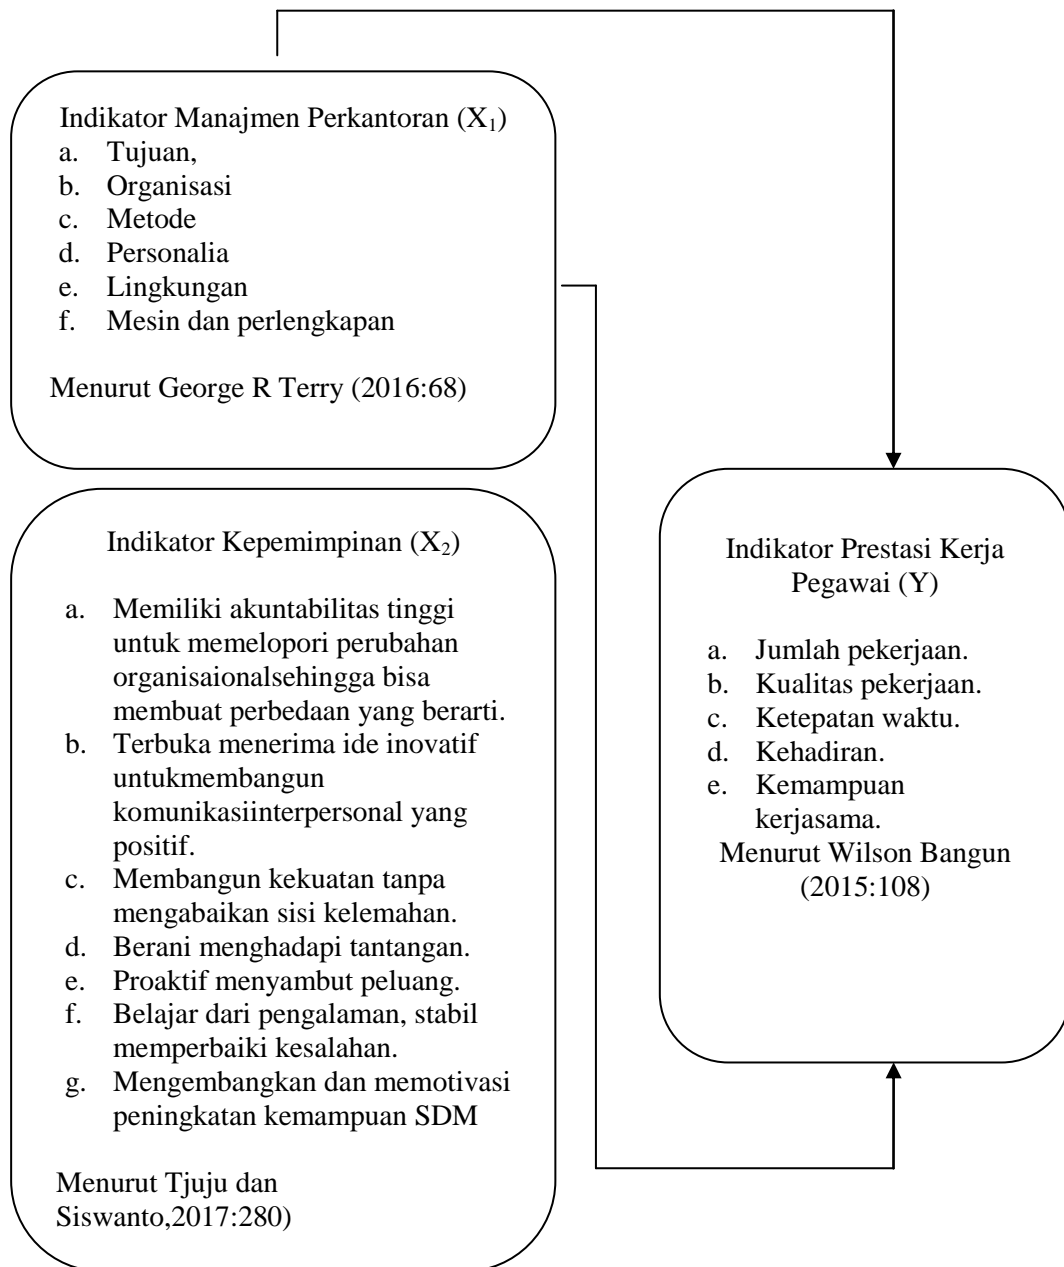 Indikator Manajmen Perkantoran (X₁)
a. Tujuan,
b. Organisasi
c. Metode
d. Personalia
e. Lingkungan
f. Mesin dan perlengkapan
Menurut George R Terry (2016:68)
Indikator Kepemimpinan (X₂)
a. Memiliki akuntabilitas tinggi
untuk memelopori perubahan
organisaionalsehingga bisa
membuat perbedaan yang berarti.
b. Terbuka menerima ide inovatif
untukmembangun
komunikasiinterpersonal yang
positif.
c. Membangun kekuatan tanpa
mengabaikan sisi kelemahan.
d. Berani menghadapi tantangan.
e. Proaktif menyambut peluang.
f. Belajar dari pengalaman, stabil
memperbaiki kesalahan.
g. Mengembangkan dan memotivasi
peningkatan kemampuan SDM
Menurut Tjuju dan
Siswanto,2017:280)
Indikator Prestasi Kerja
Pegawai (Y)
a. Jumlah pekerjaan.
b. Kualitas pekerjaan.
c. Ketepatan waktu.
d. Kehadiran.
e. Kemampuan
kerjasama.
Menurut Wilson Bangun
(2015:108)